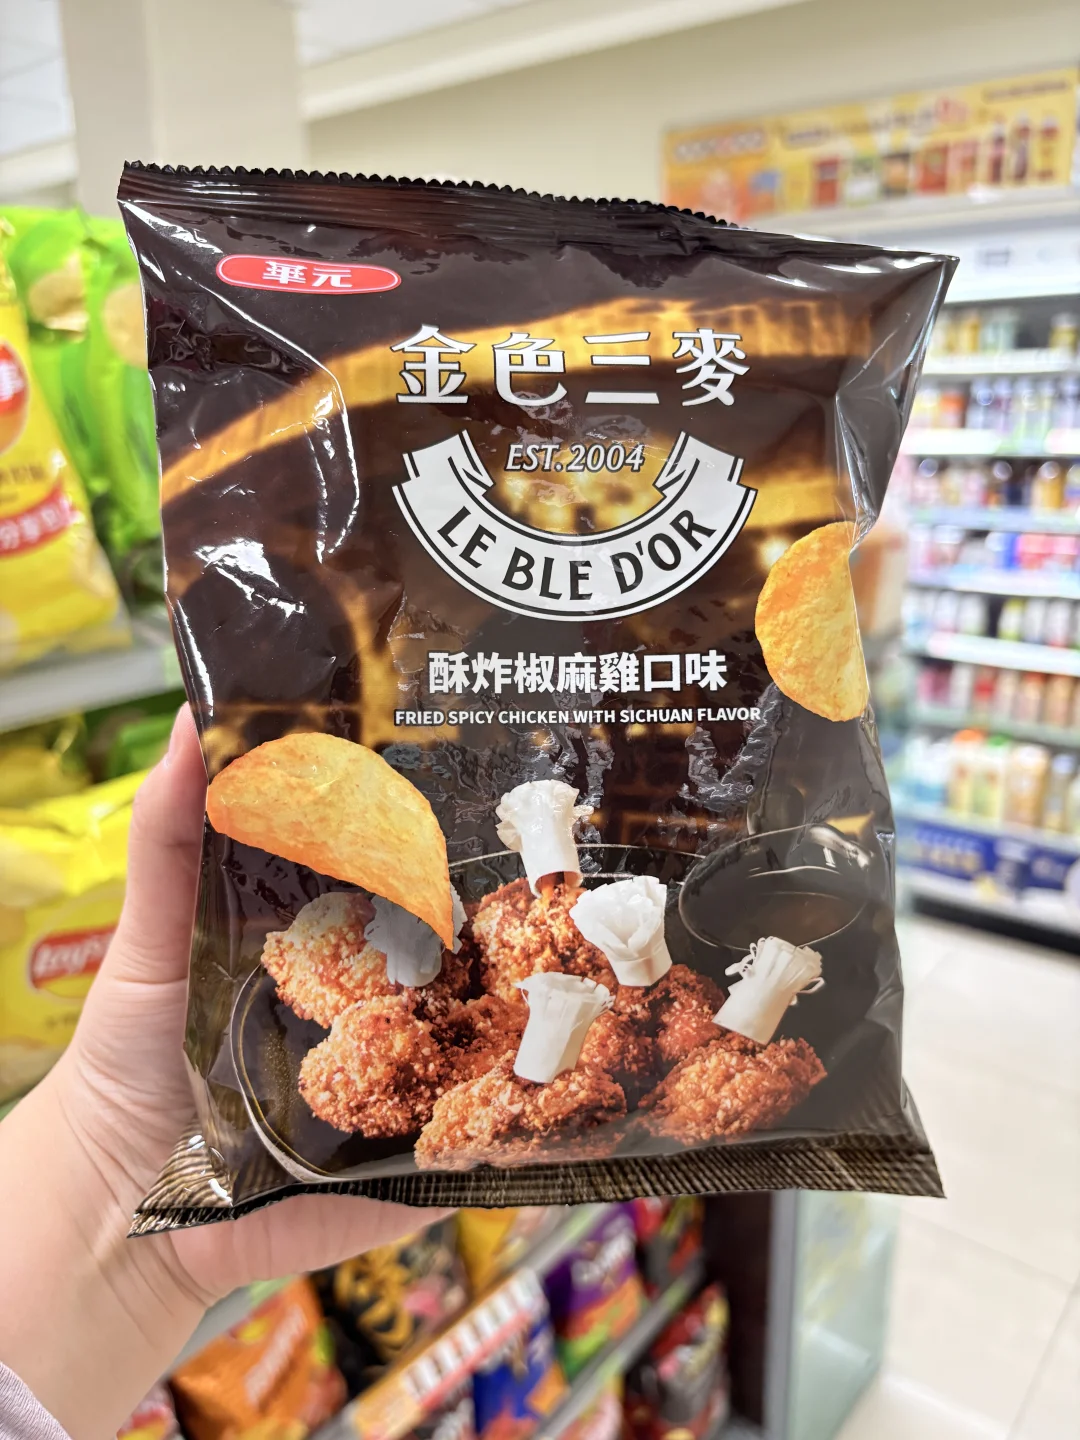 華元
金色三麥
EST. 2004
LE BLE D'OR
酥炸椒麻雞口味
FRIED SPICY CHICKEN WITH SICHUAN FLAVOR